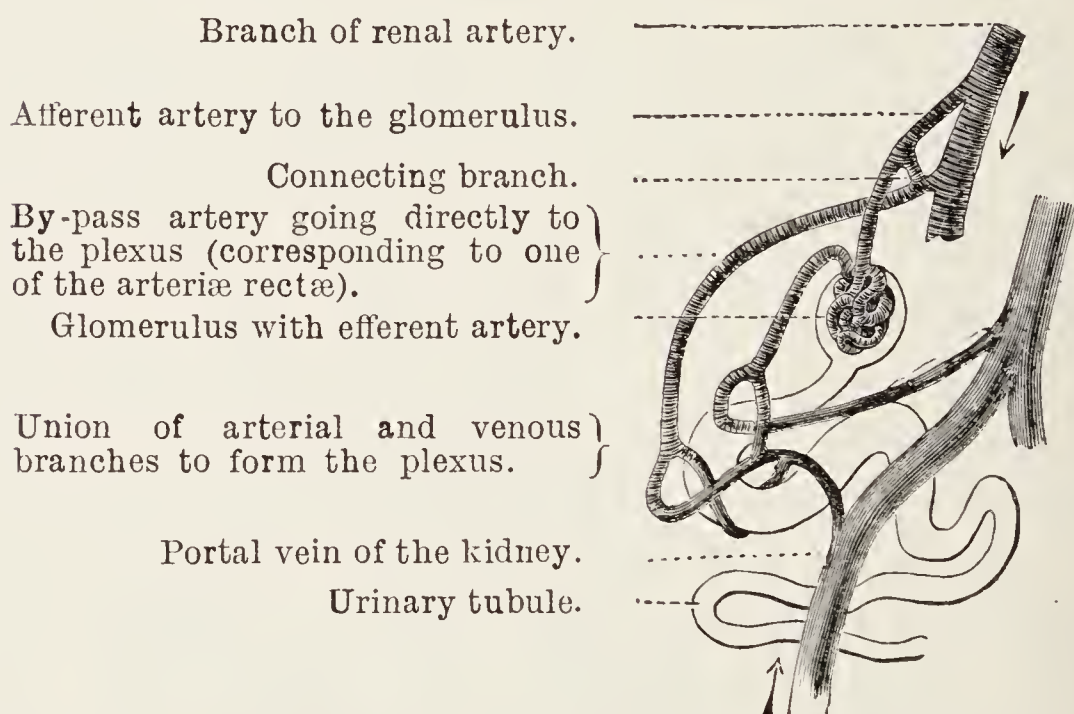 Branch of renal artery.
Afferent artery to the glomerulus.
Connecting branch.
By-pass artery going directly to
the plexus (corresponding to one
of the arteriæ rectæ).
Glomerulus with efferent artery.
Union of arterial and venous
branches to form the plexus.
Portal vein of the kidney.
Urinary tubule.